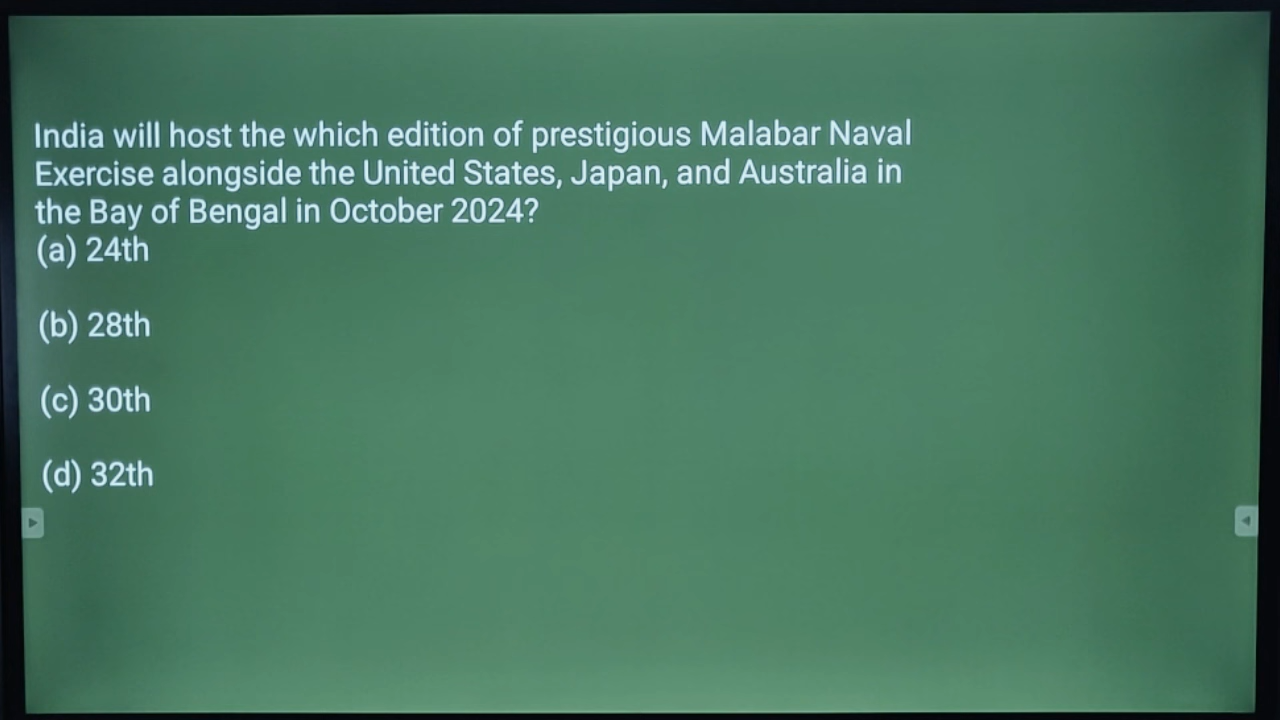 India will host the which edition of prestigious Malabar Naval
Exercise alongside the United States, Japan, and Australia in
the Bay of Bengal in October 2024?
(a) 24th
(b) 28th
(c) 30th
(d) 32th